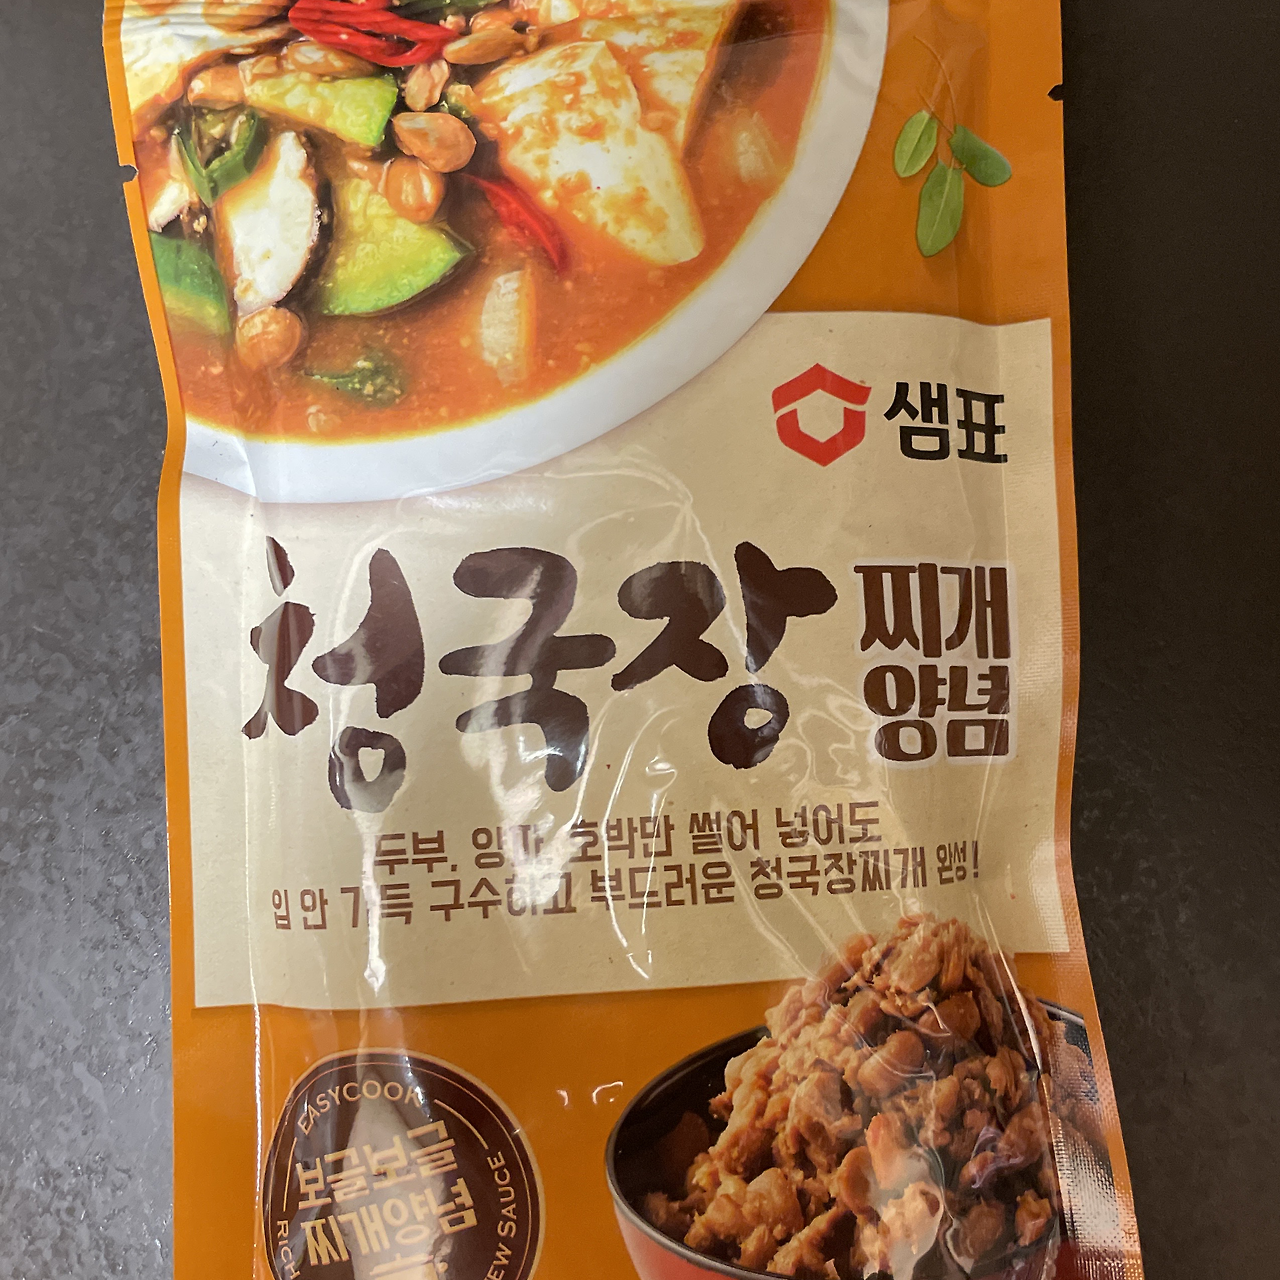 샘표
청국장 찌개
양념
두부, 양파, 호박만 썰어 넣어도
입 안 가득 구수하고 부드러운 청국장찌개 완성!
EASYCOOK
보글보글
찌개양념